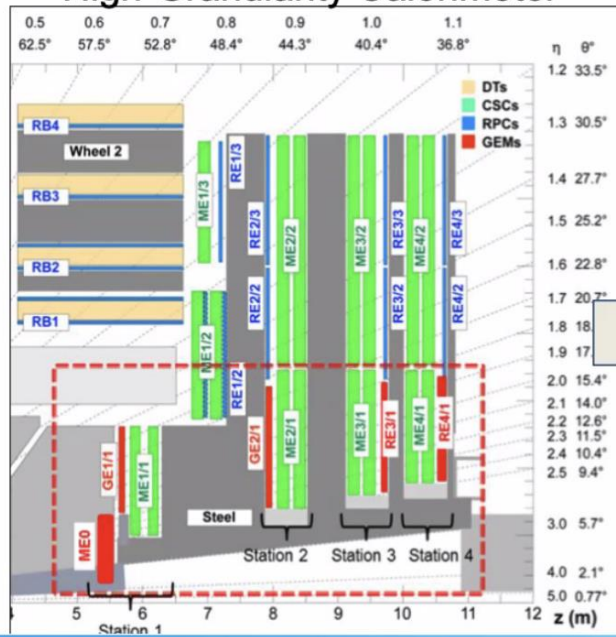 0.5 0.6 0.7 0.8 0.9 1.0 1.1
62.5° 57.5° 52.8° 48.4° 44.3° 40.4° 36.8° η θ°
1.2 33.5°
DTs
CSCs
RPCs
GEMs
1.3 30.5°
1.4 27.7°
1.5 25.2°
1.6 22.8°
1.7 20.7°
1.8 18.
1.9 17.
2.0 15.4°
2.1 14.0°
2.2 12.6°
2.3 11.5°
2.4 10.4°
2.5 9.4°
3.0 5.7°
4.0 2.1°
5.0 0.77°
RB4
Wheel 2
RB3
RB2
RB1
ME1/3
RE1/3
RE2/3
ME2/2
ME3/2
RE3/3
ME4/2
RE4/3
RE2/2
RE3/2
RE4/2
ME1/2
RE1/2
GE1/1
ME1/1
GE2/1
ME2/1
ME3/1
RE3/1
ME4/1
RE4/1
ME0
Steel
Station 2 Station 3 Station 4
Station 1
6 7 8 9 10 11 12 z (m)